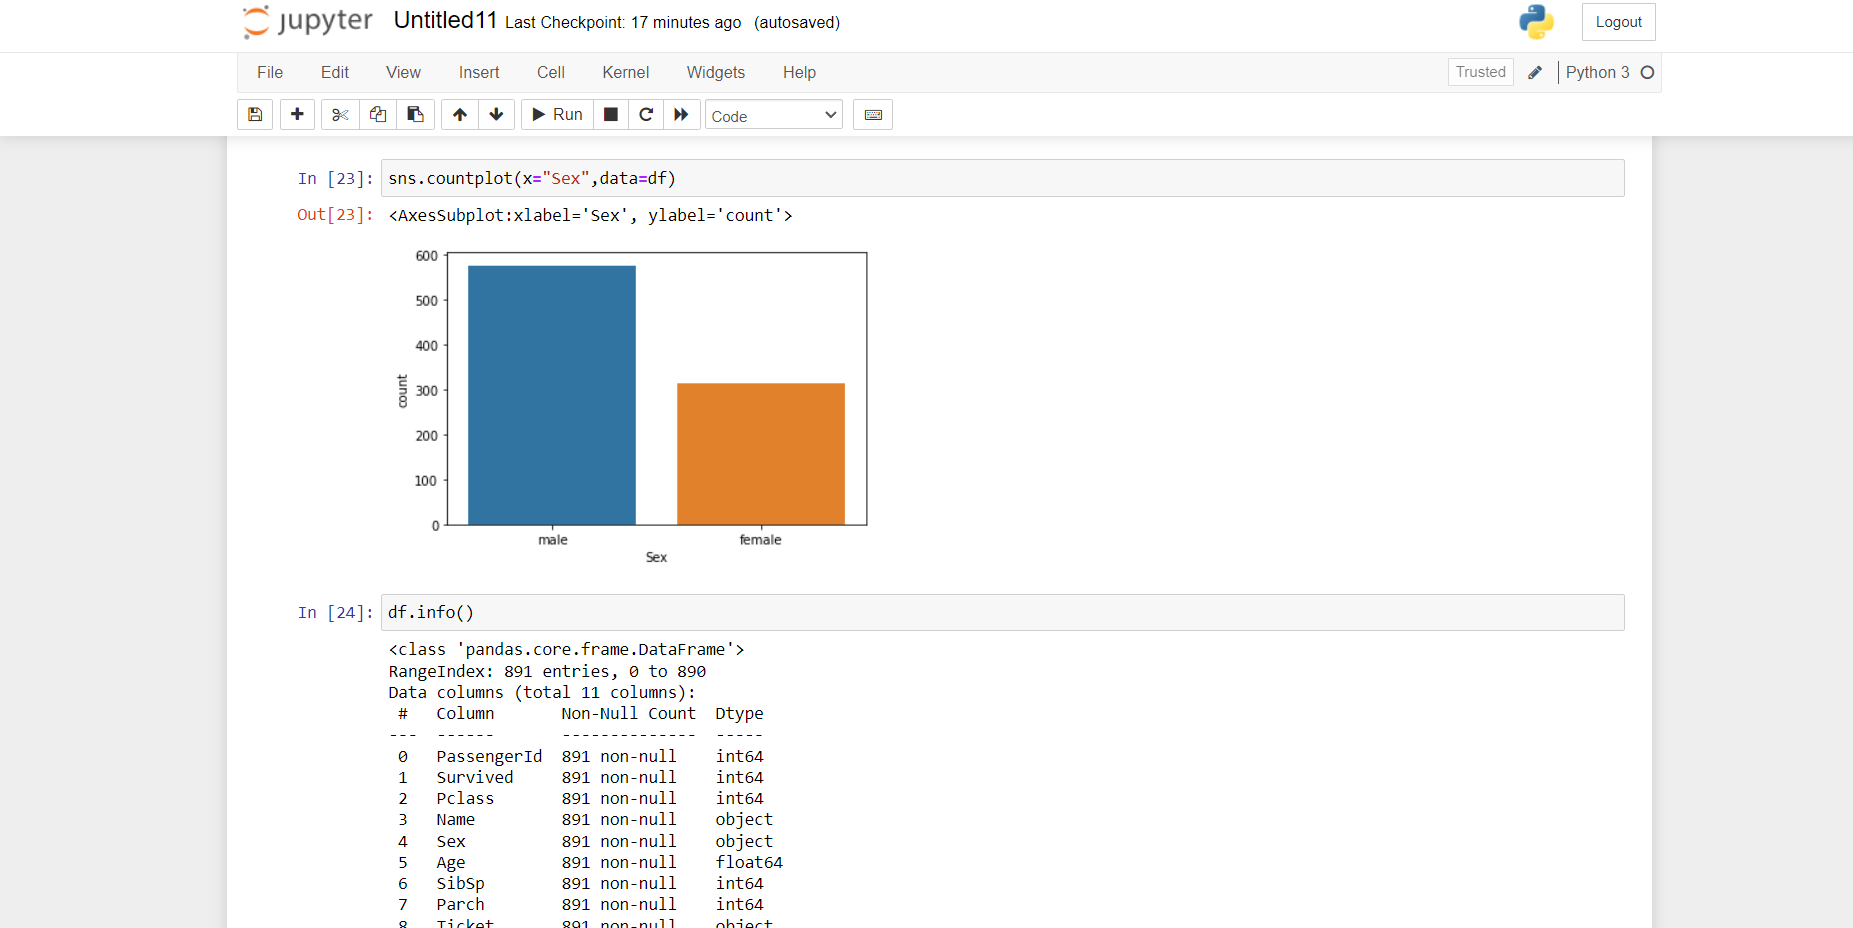 jupyter Untitled11 Last Checkpoint: 17 minutes ago (autosaved) Logout
File Edit View Insert Cell Kernel Widgets Help Trusted Python 3
Run Code
In [23]: sns.countplot(x="Sex",data=df)
Out[23]: <AxesSubplot:xlabel='Sex', ylabel='count'>
600
500
400
300
200
100
0
count
male female
Sex
In [24]: df.info()
<class 'pandas.core.frame.DataFrame'>
RangeIndex: 891 entries, 0 to 890
Data columns (total 11 columns):
# Column Non-Null Count Dtype
--- ------ -------------- -----
0 PassengerId 891 non-null int64
1 Survived 891 non-null int64
2 Pclass 891 non-null int64
3 Name 891 non-null object
4 Sex 891 non-null object
5 Age 891 non-null float64
6 SibSp 891 non-null int64
7 Parch 891 non-null int64
8 Ticket 891 non-null object